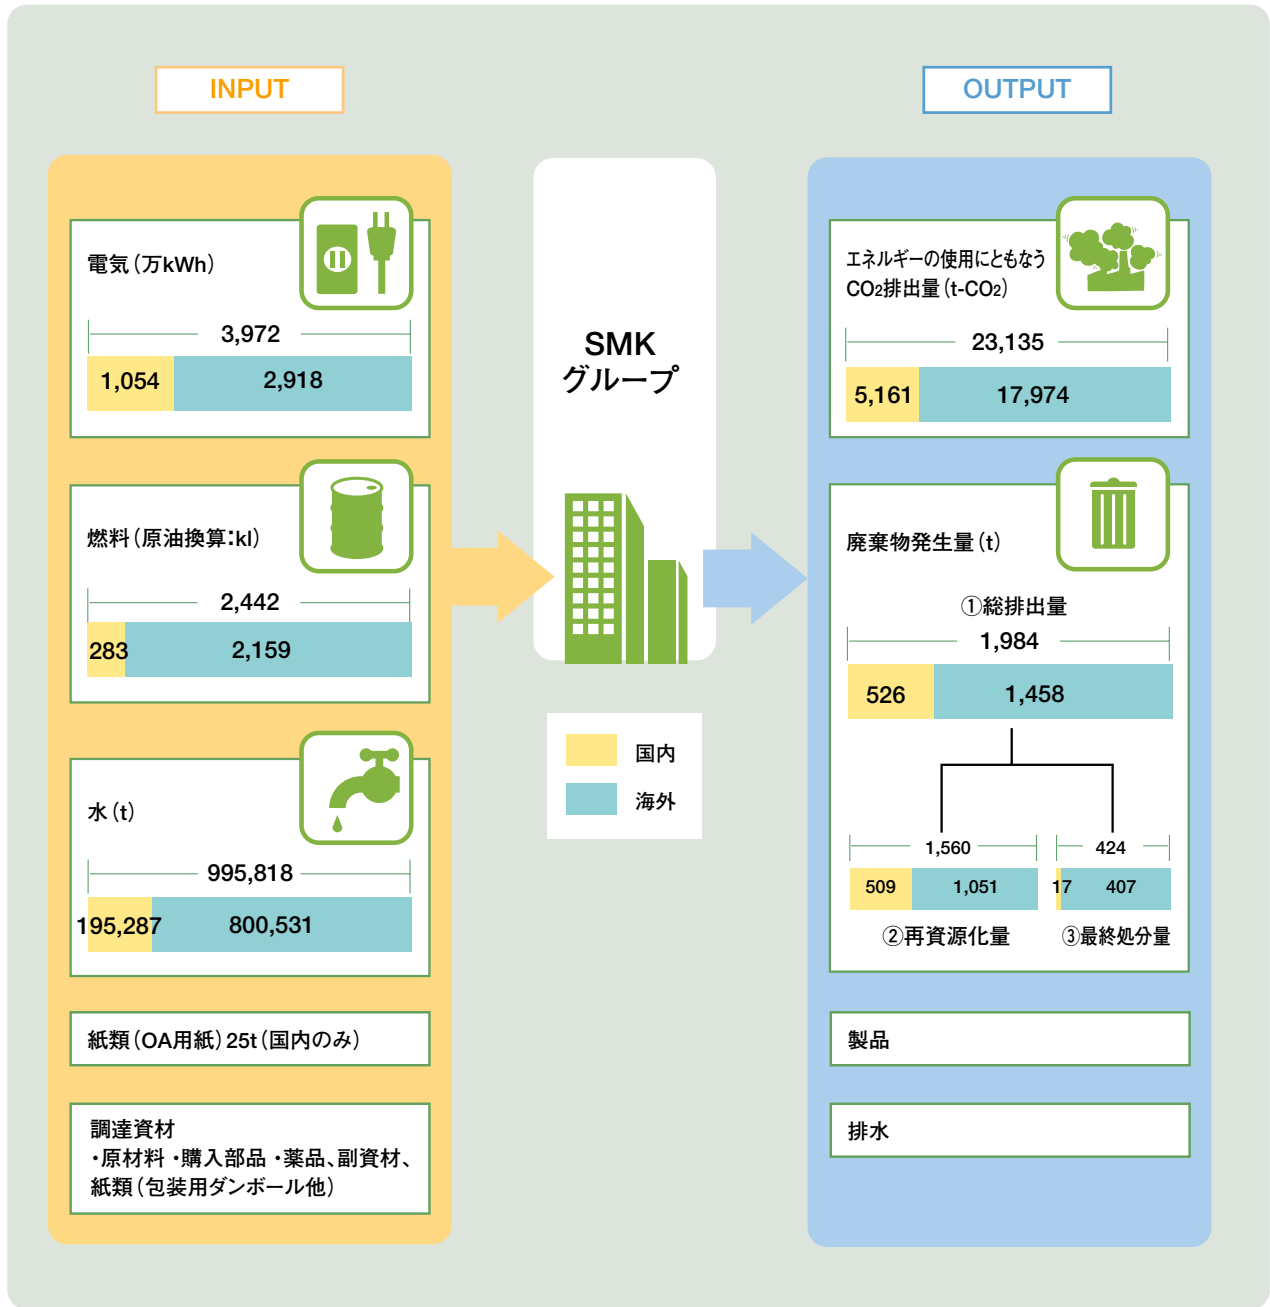 INPUT
電気（万kWh）
3,972
1,054
2,918
燃料（原油換算：kl）
2,442
283
2,159
水（t）
995,818
195,287
800,531
紙類（OA用紙）25t（国内のみ）
調達資材
・原材料 ・購入部品 ・薬品、副資材、
紙類（包装用ダンボール他）
SMK
グループ
国内
海外
OUTPUT
エネルギーの使用にともなう
CO2排出量（t-CO2）
23,135
5,161
17,974
廃棄物発生量（t）
①総排出量
1,984
526
1,458
1,560
509
1,051
②再資源化量
424
17
407
③最終処分量
製品
排水